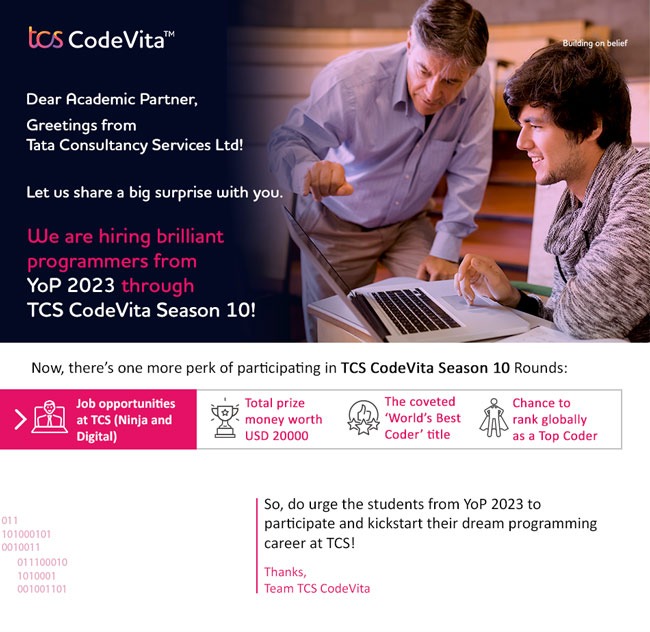 tcs CodeVita™
Building on belief
Dear Academic Partner,
Greetings from
Tata Consultancy Services Ltd!
Let us share a big surprise with you.
We are hiring brilliant
programmers from
YoP 2023 through
TCS CodeVita Season 10!
Now, there's one more perk of participating in TCS CodeVita Season 10 Rounds:
Job opportunities
at TCS (Ninja and
Digital)
Total prize
money worth
USD 20000
The coveted
‘World's Best
Coder’ title
Chance to
rank globally
as a Top Coder
So, do urge the students from YoP 2023 to
participate and kickstart their dream programming
career at TCS!
Thanks,
Team TCS CodeVita
011
101000101
0010011
011100010
1010001
001001101